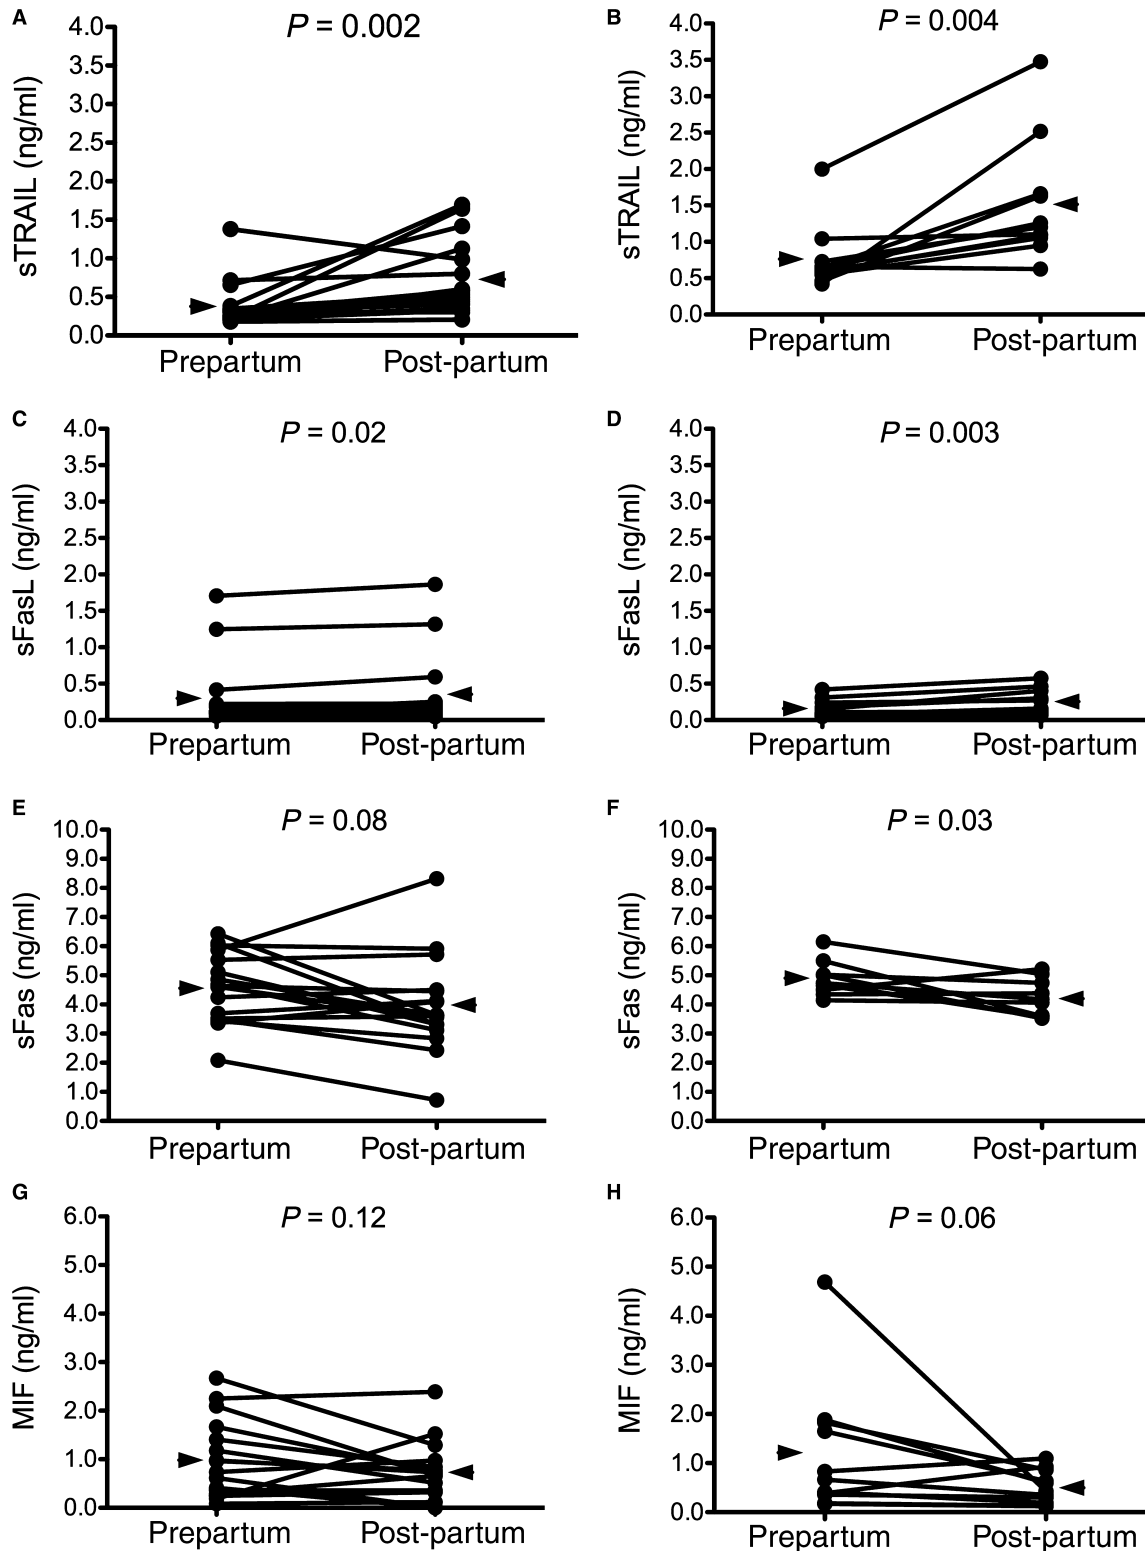 A
P = 0.002
sTRAIL (ng/ml)
4.0
3.5
3.0
2.5
2.0
1.5
1.0
0.5
0.0
Prepartum Post-partum
B
P = 0.004
sTRAIL (ng/ml)
4.0
3.5
3.0
2.5
2.0
1.5
1.0
0.5
0.0
Prepartum Post-partum
C
P = 0.02
sFasL (ng/ml)
4.0
3.5
3.0
2.5
2.0
1.5
1.0
0.5
0.0
Prepartum Post-partum
D
P = 0.003
sFasL (ng/ml)
4.0
3.5
3.0
2.5
2.0
1.5
1.0
0.5
0.0
Prepartum Post-partum
E
P = 0.08
sFas (ng/ml)
10.0
9.0
8.0
7.0
6.0
5.0
4.0
3.0
2.0
1.0
0.0
Prepartum Post-partum
F
P = 0.03
sFas (ng/ml)
10.0
9.0
8.0
7.0
6.0
5.0
4.0
3.0
2.0
1.0
0.0
Prepartum Post-partum
G
P = 0.12
MIF (ng/ml)
6.0
5.0
4.0
3.0
2.0
1.0
0.0
Prepartum Post-partum
H
P = 0.06
MIF (ng/ml)
6.0
5.0
4.0
3.0
2.0
1.0
0.0
Prepartum Post-partum